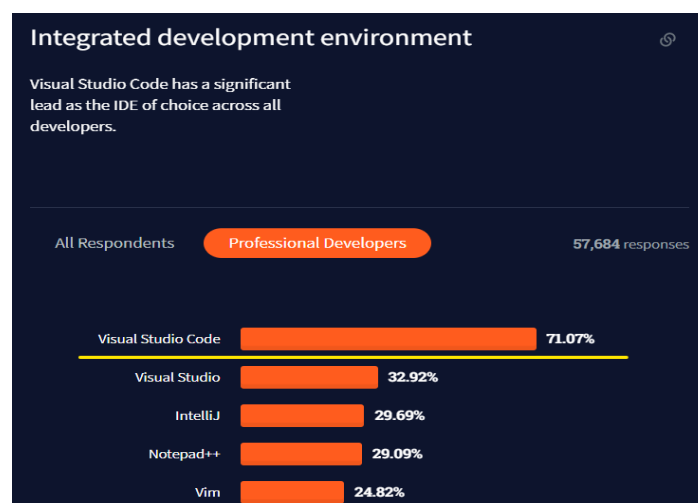 Integrated development environment
Visual Studio Code has a significant
lead as the IDE of choice across all
developers.
All Respondents Professional Developers 57,684 responses
Visual Studio Code 71.07%
Visual Studio 32.92%
IntelliJ 29.69%
Notepad++ 29.09%
Vim 24.82%